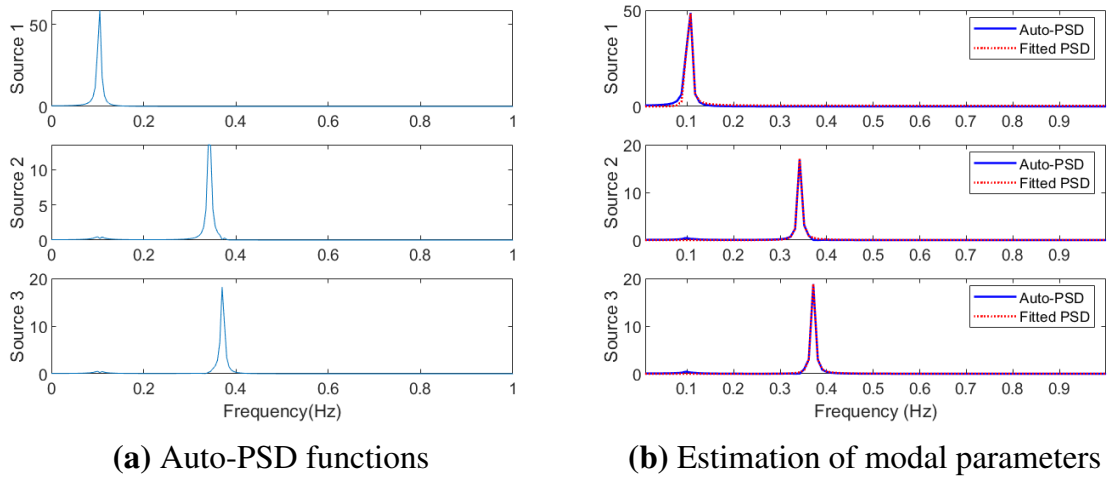 Source 1
50
0
0 0.2 0.4 0.6 0.8 1
Source 2
10
5
0
0 0.2 0.4 0.6 0.8 1
Source 3
20
10
0
0 0.2 0.4 0.6 0.8 1
Frequency(Hz)
(a) Auto-PSD functions
Source 1
50
0
Auto-PSD
Fitted PSD
0.1 0.2 0.3 0.4 0.5 0.6 0.7 0.8 0.9
Source 2
20
10
0
Auto-PSD
Fitted PSD
0.1 0.2 0.3 0.4 0.5 0.6 0.7 0.8 0.9
Source 3
20
10
0
Auto-PSD
Fitted PSD
0.1 0.2 0.3 0.4 0.5 0.6 0.7 0.8 0.9
Frequency (Hz)
(b) Estimation of modal parameters